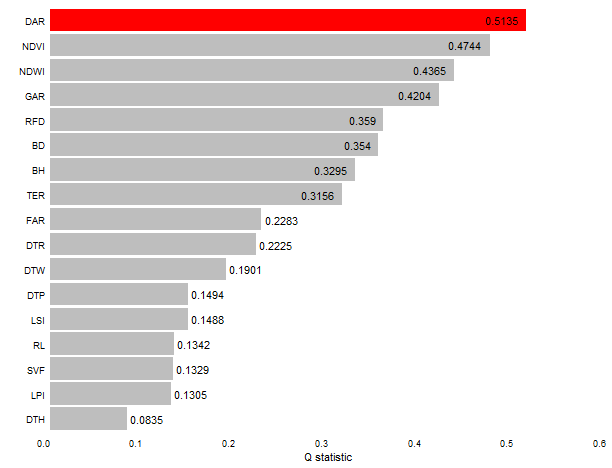 DAR 0.5135
NDVI 0.4744
NDWI 0.4365
GAR 0.4204
RFD 0.359
BD 0.354
BH 0.3295
TER 0.3156
FAR 0.2283
DTR 0.2225
DTW 0.1901
DTP 0.1494
LSI 0.1488
RL 0.1342
SVF 0.1329
LPI 0.1305
DTH 0.0835
0.0 0.1 0.2 0.3 0.4 0.5 0.6
Q statistic